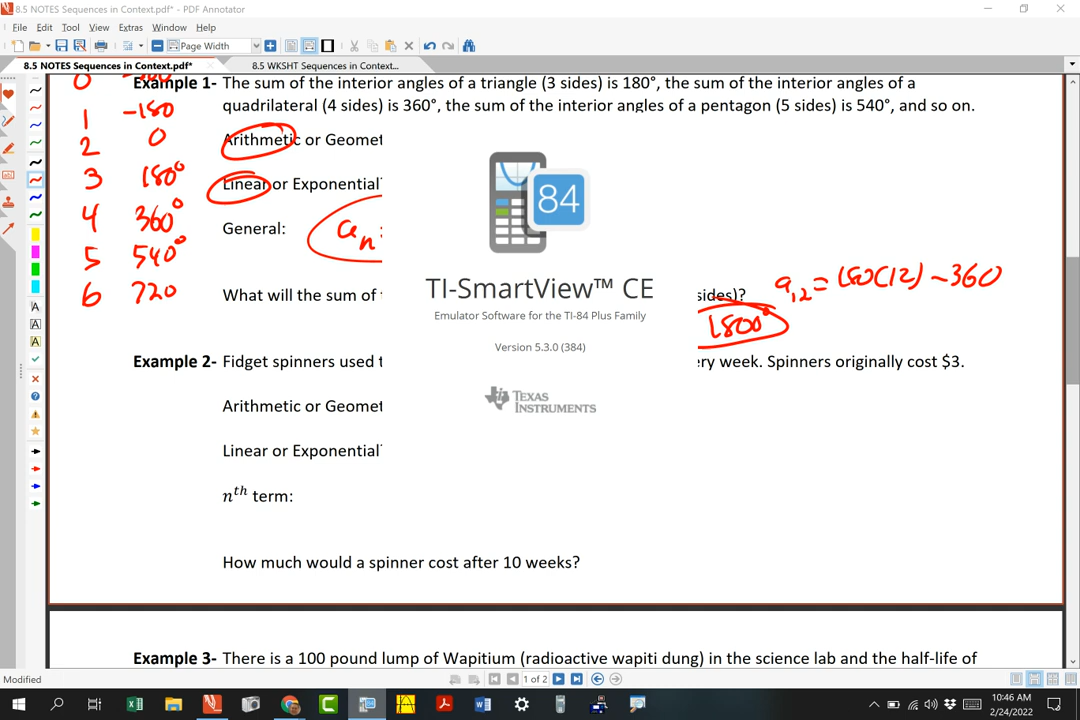 8.5 NOTES Sequences in Context.pdf* - PDF Annotator
File Edit Tool View Extras Window Help
Page Width
8.5 NOTES Sequences in Context.pdf* 8.5 WKSHT Sequences in Context...
0
Example 1- The sum of the interior angles of a triangle (3 sides) is 180°, the sum of the interior angles of a
1 -180
quadrilateral (4 sides) is 360°, the sum of the interior angles of a pentagon (5 sides) is 540°, and so on.
2 0
Arithmetic or Geomet
3 180°
Linear or Exponential
4 360°
General: aₙ =
5 540°
6 720
What will the sum of sides)? a₁₂ = 180(12) - 360
1800°
84
TI-SmartView™ CE
Emulator Software for the TI-84 Plus Family
Version 5.3.0 (384)
TEXAS
INSTRUMENTS
Example 2- Fidget spinners used ry week. Spinners originally cost $3.
Arithmetic or Geomet
Linear or Exponential
nᵗʰ term:
How much would a spinner cost after 10 weeks?
Example 3- There is a 100 pound lump of Wapitium (radioactive wapiti dung) in the science lab and the half-life of
Modified 1 of 2
10:46 AM
2/24/2022